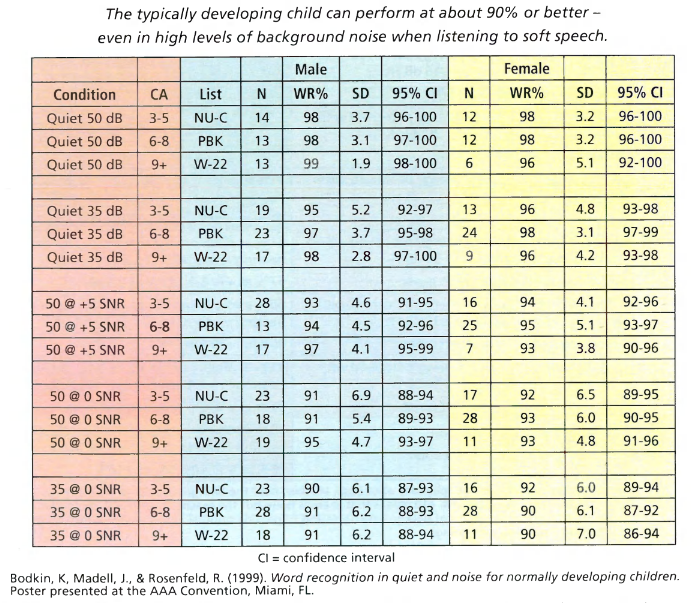 The typically developing child can perform at about 90% or better –
even in high levels of background noise when listening to soft speech.
Male Female
Condition CA List N WR% SD 95% CI N WR% SD 95% CI
Quiet 50 dB 3-5 NU-C 14 98 3.7 96-100 12 98 3.2 96-100
Quiet 50 dB 6-8 PBK 13 98 3.1 97-100 12 98 3.2 96-100
Quiet 50 dB 9+ W-22 13 99 1.9 98-100 6 96 5.1 92-100
Quiet 35 dB 3-5 NU-C 19 95 5.2 92-97 13 96 4.8 93-98
Quiet 35 dB 6-8 PBK 23 97 3.7 95-98 24 98 3.1 97-99
Quiet 35 dB 9+ W-22 17 98 2.8 97-100 9 96 4.2 93-98
50 @ +5 SNR 3-5 NU-C 28 93 4.6 91-95 16 94 4.1 92-96
50 @ +5 SNR 6-8 PBK 13 94 4.5 92-96 25 95 5.1 93-97
50 @ +5 SNR 9+ W-22 17 97 4.1 95-99 7 93 3.8 90-96
50 @ 0 SNR 3-5 NU-C 23 91 6.9 88-94 17 92 6.5 89-95
50 @ 0 SNR 6-8 PBK 18 91 5.4 89-93 28 93 6.0 90-95
50 @ 0 SNR 9+ W-22 19 95 4.7 93-97 11 93 4.8 91-96
35 @ 0 SNR 3-5 NU-C 23 90 6.1 87-93 16 92 6.0 89-94
35 @ 0 SNR 6-8 PBK 28 91 6.2 88-93 28 90 6.1 87-92
35 @ 0 SNR 9+ W-22 18 91 6.2 88-94 11 90 7.0 86-94
CI = confidence interval
Bodkin, K, Madell, J., & Rosenfeld, R. (1999). Word recognition in quiet and noise for normally developing children.
Poster presented at the AAA Convention, Miami, FL.